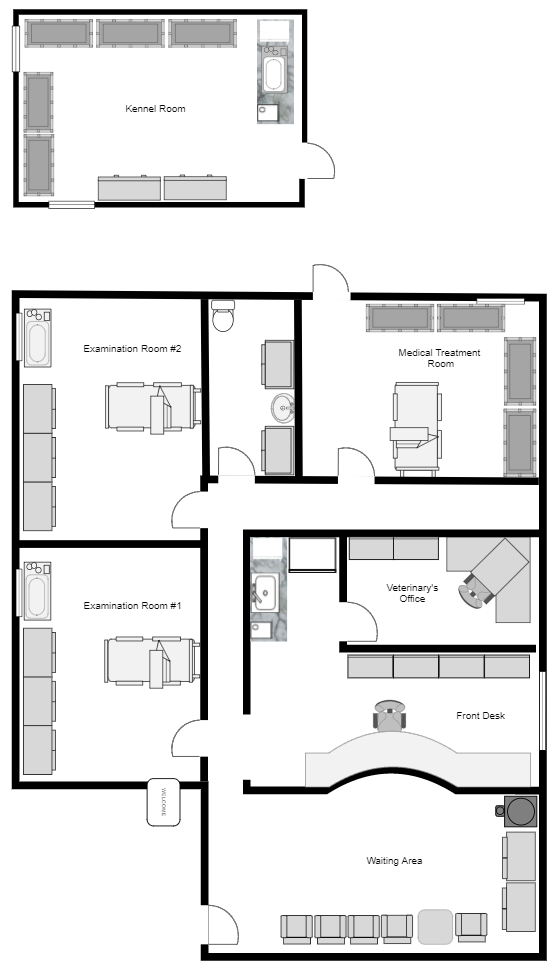 Kennel Room
Examination Room #2
Medical Treatment
Room
Examination Room #1
Veterinary's
Office
Front Desk
WELCOME
Waiting Area